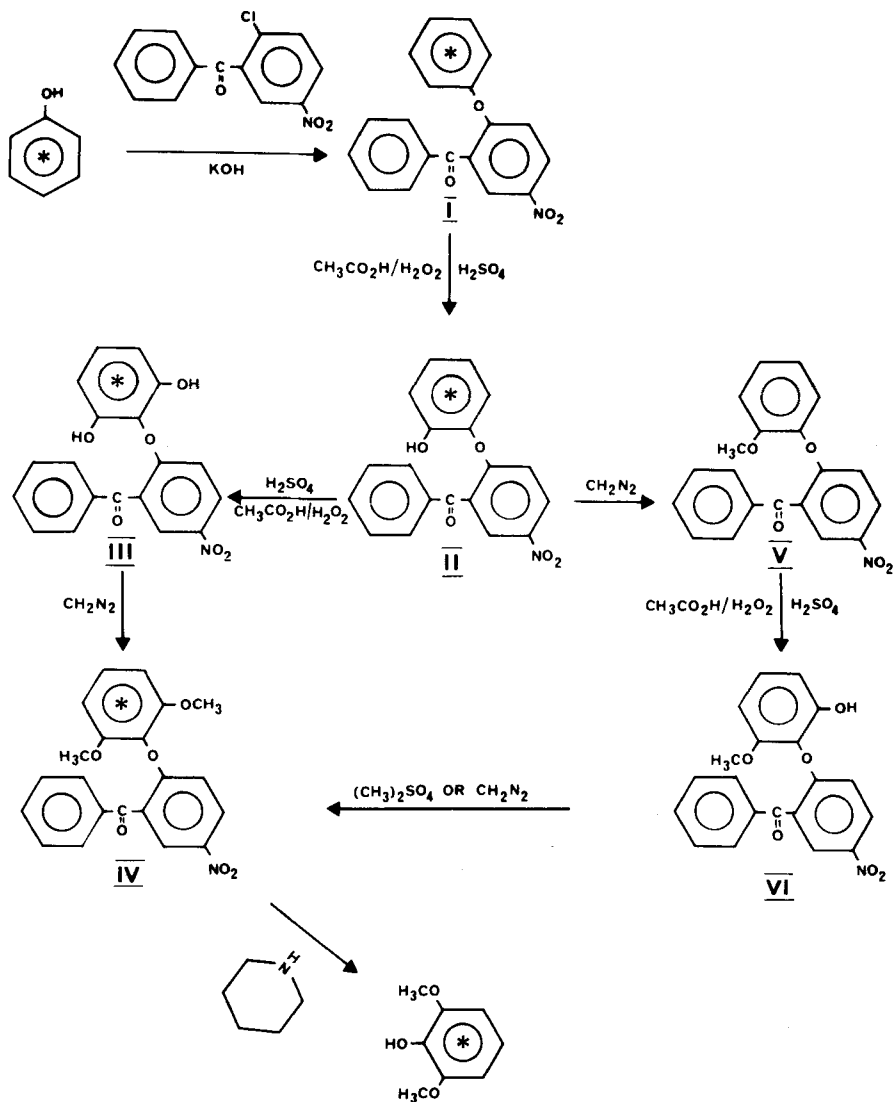 Cl
OH
*
C
O
NO2
KOH
*
O
C
O
NO2
I
CH3CO2H/H2O2 H2SO4
*
OH
HO
O
C
O
NO2
III
H2SO4
CH3CO2H/H2O2
*
HO
O
C
O
NO2
II
CH2N2
H3CO
O
C
O
NO2
V
CH2N2
CH3CO2H/H2O2 H2SO4
*
OCH3
H3CO
O
C
O
NO2
IV
(CH3)2SO4 OR CH2N2
OH
H3CO
O
C
O
NO2
VI
H
N
H3CO
HO
*
H3CO